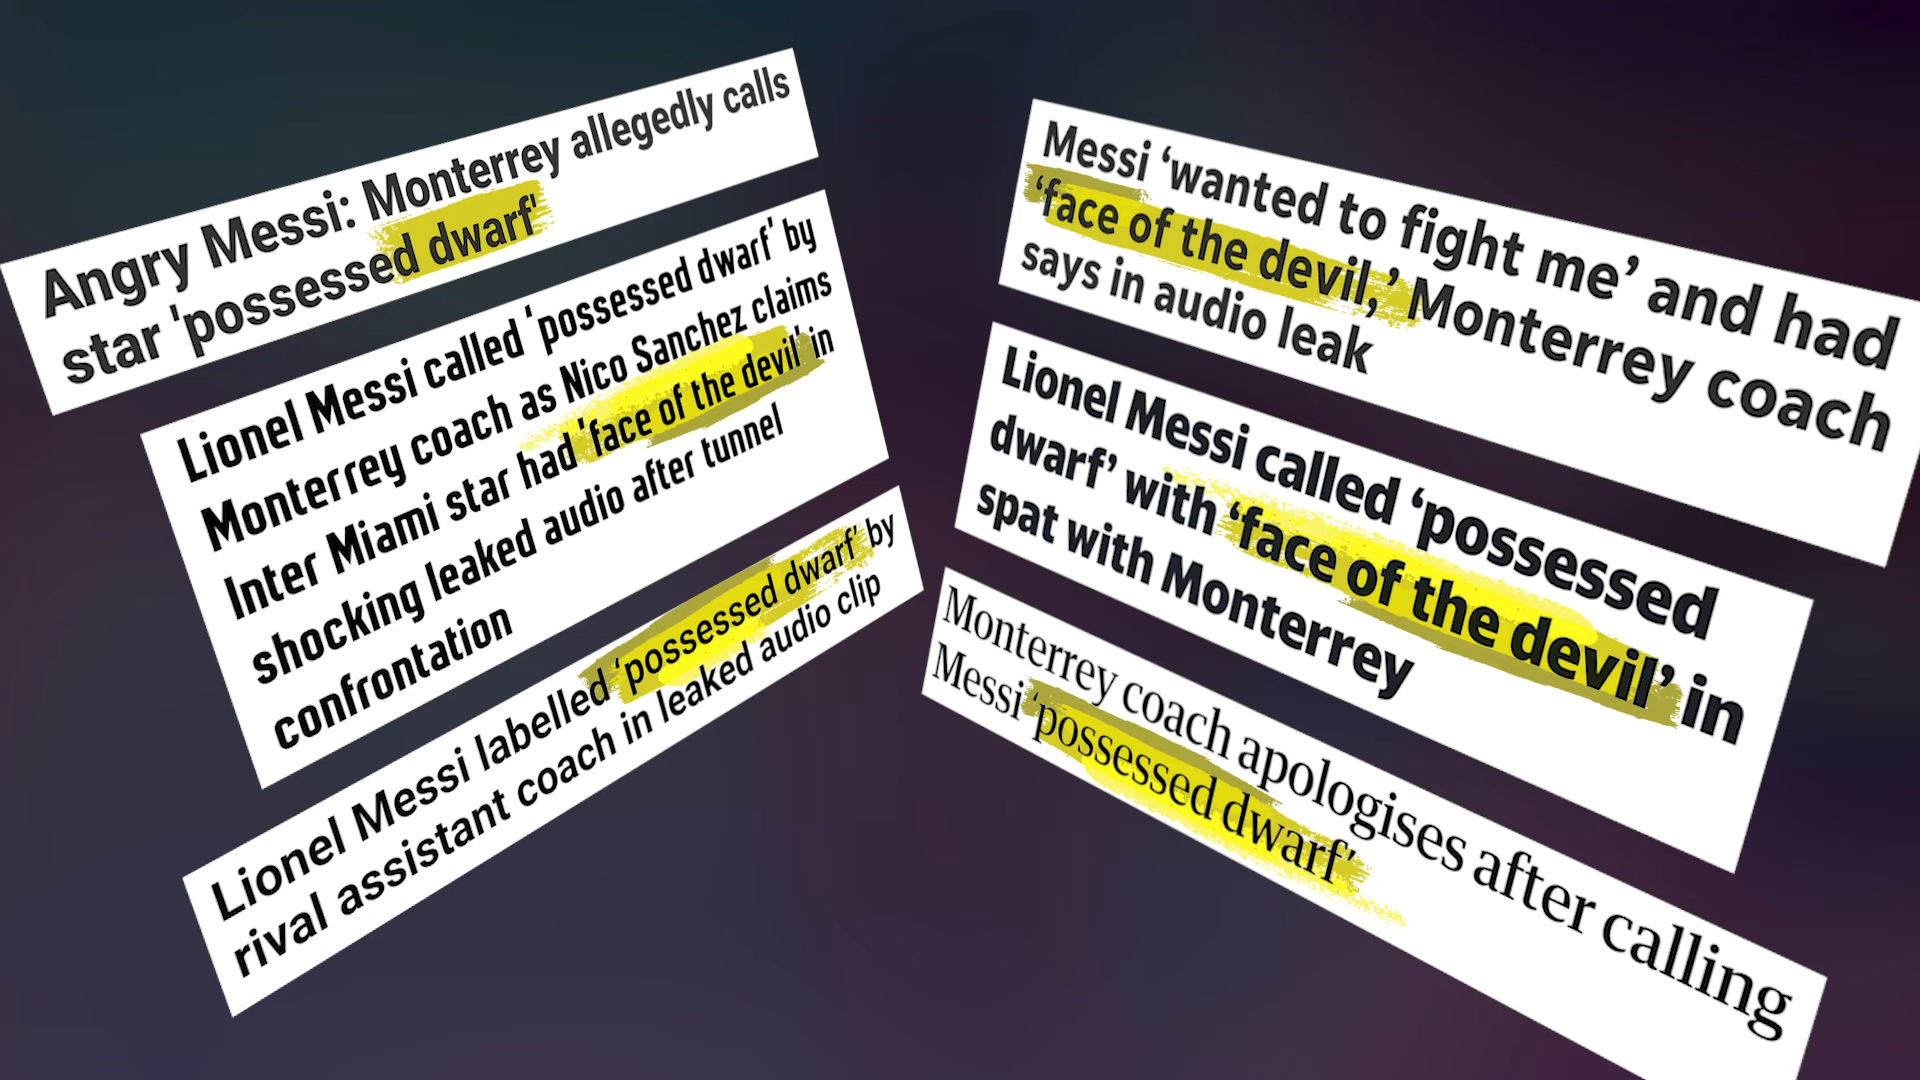 Angry Messi: Monterrey allegedly calls
star 'possessed dwarf'
Lionel Messi called 'possessed dwarf' by
Monterrey coach as Nico Sanchez claims
Inter Miami star had 'face of the devil' in
shocking leaked audio after tunnel
confrontation
Lionel Messi labelled 'possessed dwarf' by
rival assistant coach in leaked audio clip
Messi ‘wanted to fight me’ and had
‘face of the devil,’ Monterrey coach
says in audio leak
Lionel Messi called ‘possessed
dwarf’ with ‘face of the devil’ in
spat with Monterrey
Monterrey coach apologises after calling
Messi ‘possessed dwarf’